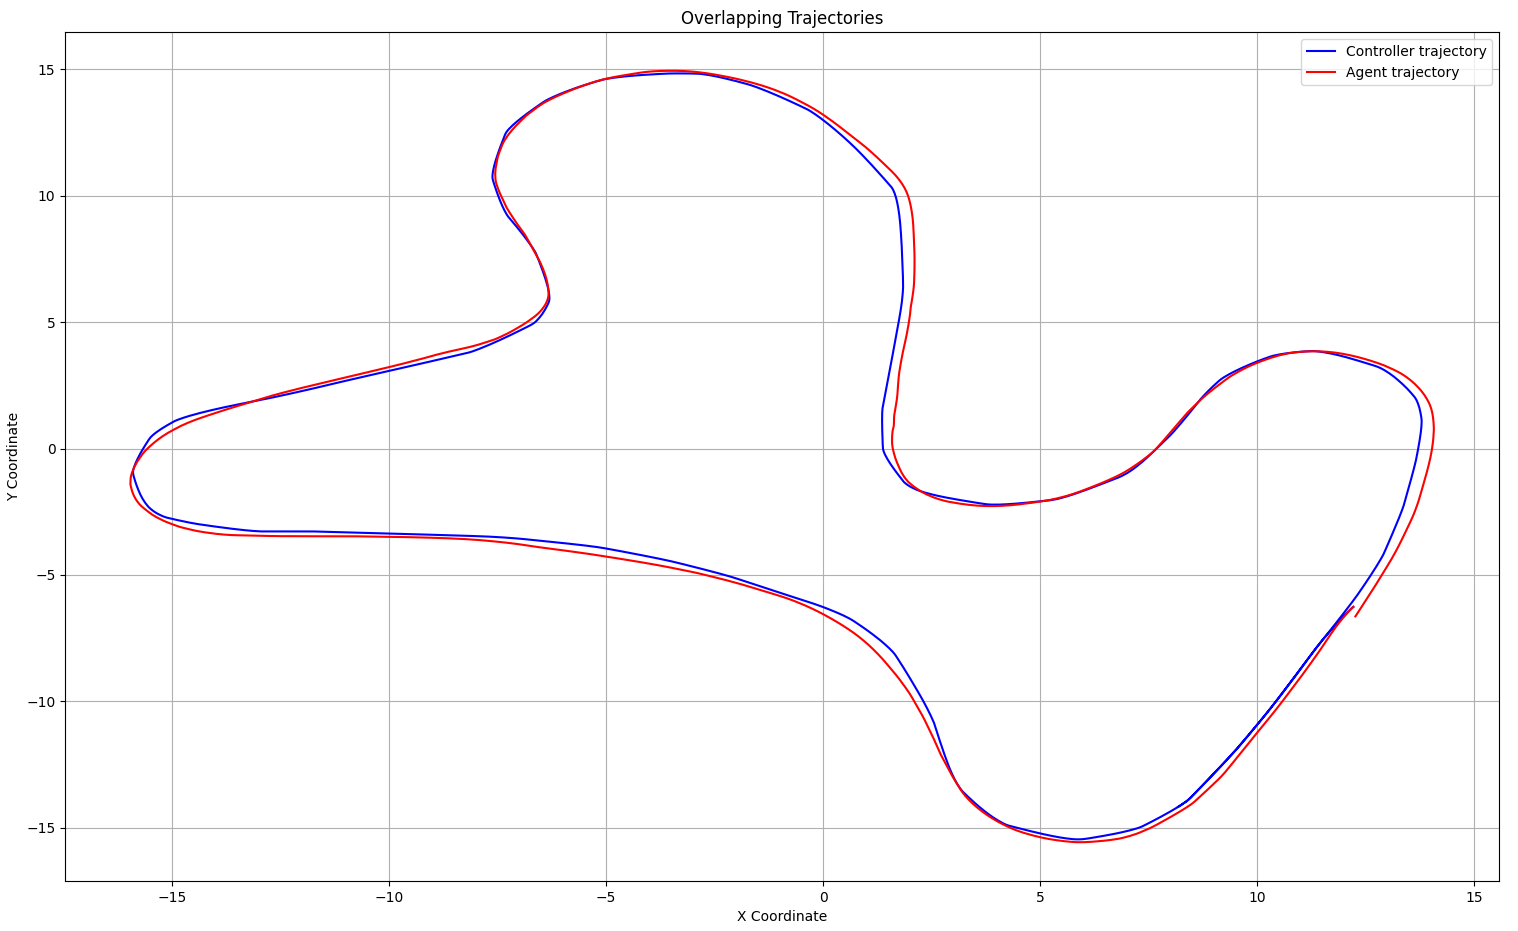 Overlapping Trajectories
Controller trajectory
Agent trajectory
Y Coordinate
15
10
5
0
−5
−10
−15
−15
−10
−5
0
5
10
15
X Coordinate